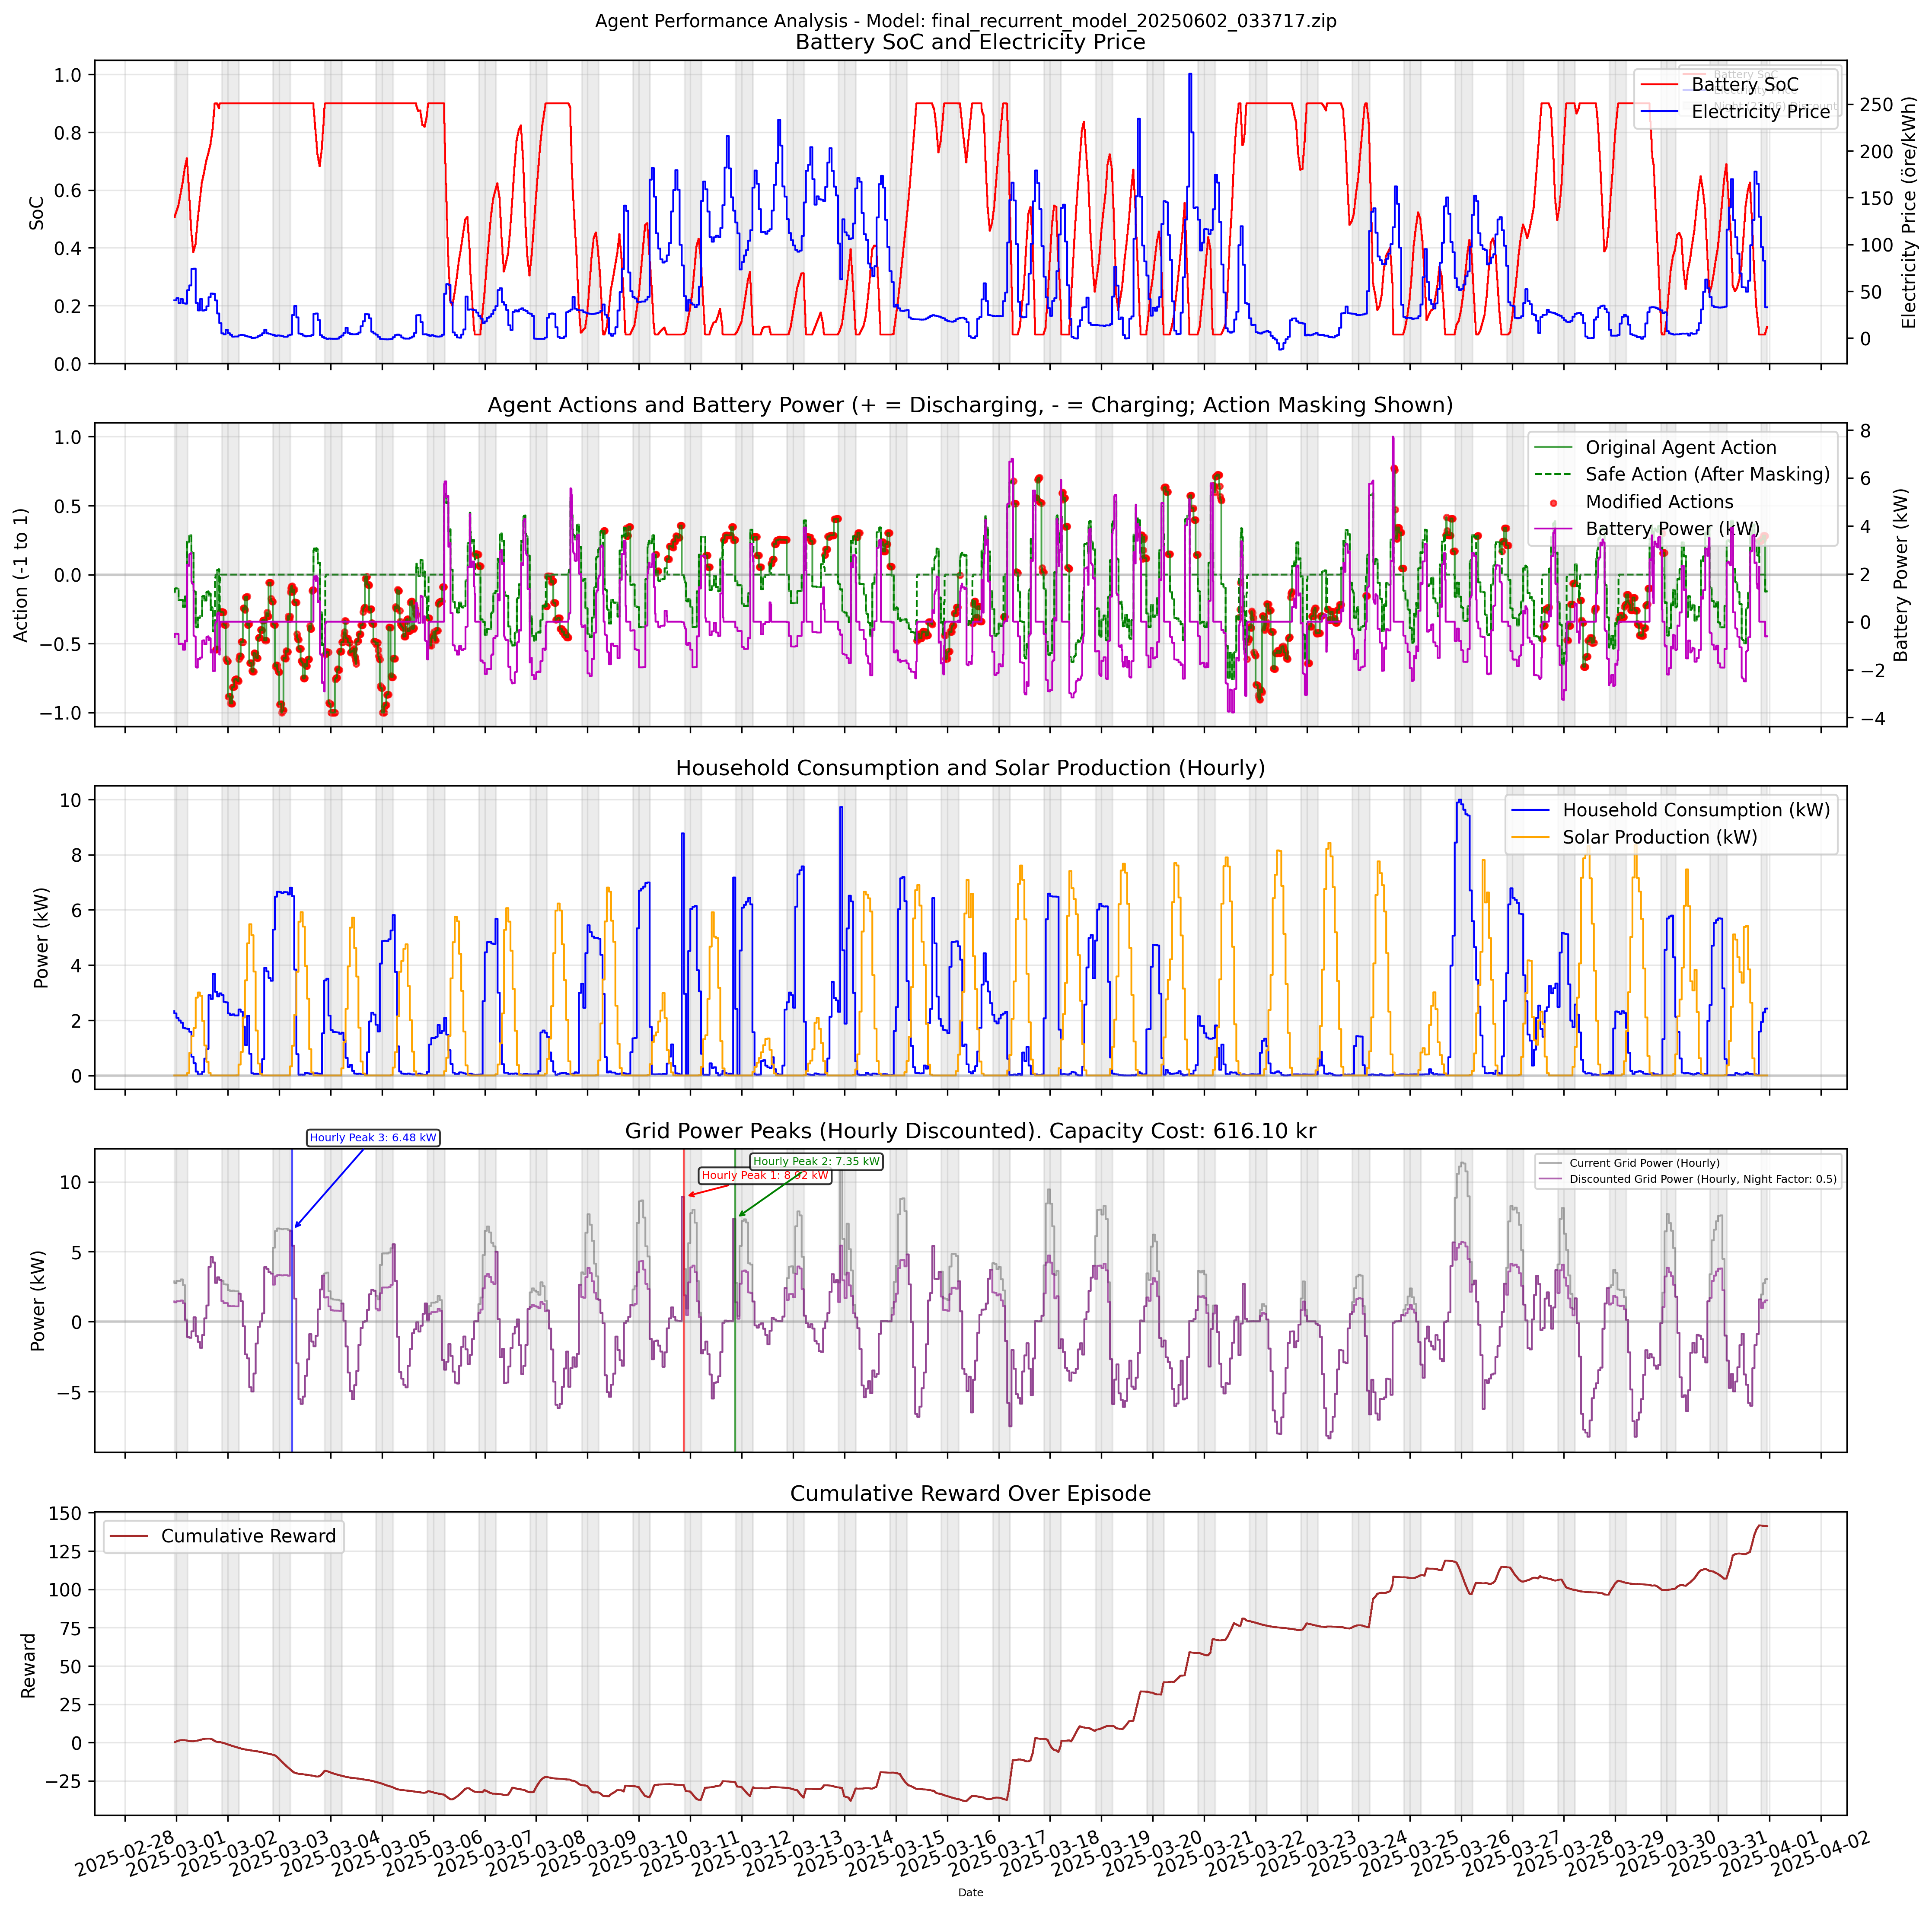 Agent Performance Analysis - Model: final_recurrent_model_20250602_033717.zip
Battery SoC and Electricity Price
1.0
0.8
0.6
0.4
0.2
0.0
SoC
250
200
150
100
50
0
Electricity Price (öre/kWh)
Battery SoC
Electricity Price
Agent Actions and Battery Power (+ = Discharging, - = Charging; Action Masking Shown)
1.0
0.5
0.0
−0.5
−1.0
Action (-1 to 1)
8
6
4
2
0
−2
−4
Battery Power (kW)
Original Agent Action
Safe Action (After Masking)
Modified Actions
Battery Power (kW)
Household Consumption and Solar Production (Hourly)
10
8
6
4
2
0
Power (kW)
Household Consumption (kW)
Solar Production (kW)
Grid Power Peaks (Hourly Discounted). Capacity Cost: 616.10 kr
10
5
0
−5
Power (kW)
Hourly Peak 3: 6.48 kW
Hourly Peak 2: 7.35 kW
Hourly Peak 1: 8.92 kW
Current Grid Power (Hourly)
Discounted Grid Power (Hourly, Night Factor: 0.5)
Cumulative Reward Over Episode
150
125
100
75
50
25
0
−25
Reward
Cumulative Reward
2025-02-28
2025-03-01
2025-03-02
2025-03-03
2025-03-04
2025-03-05
2025-03-06
2025-03-07
2025-03-08
2025-03-09
2025-03-10
2025-03-11
2025-03-12
2025-03-13
2025-03-14
2025-03-15
2025-03-16
2025-03-17
2025-03-18
2025-03-19
2025-03-20
2025-03-21
2025-03-22
2025-03-23
2025-03-24
2025-03-25
2025-03-26
2025-03-27
2025-03-28
2025-03-29
2025-03-30
2025-03-31
2025-04-01
2025-04-02
Date